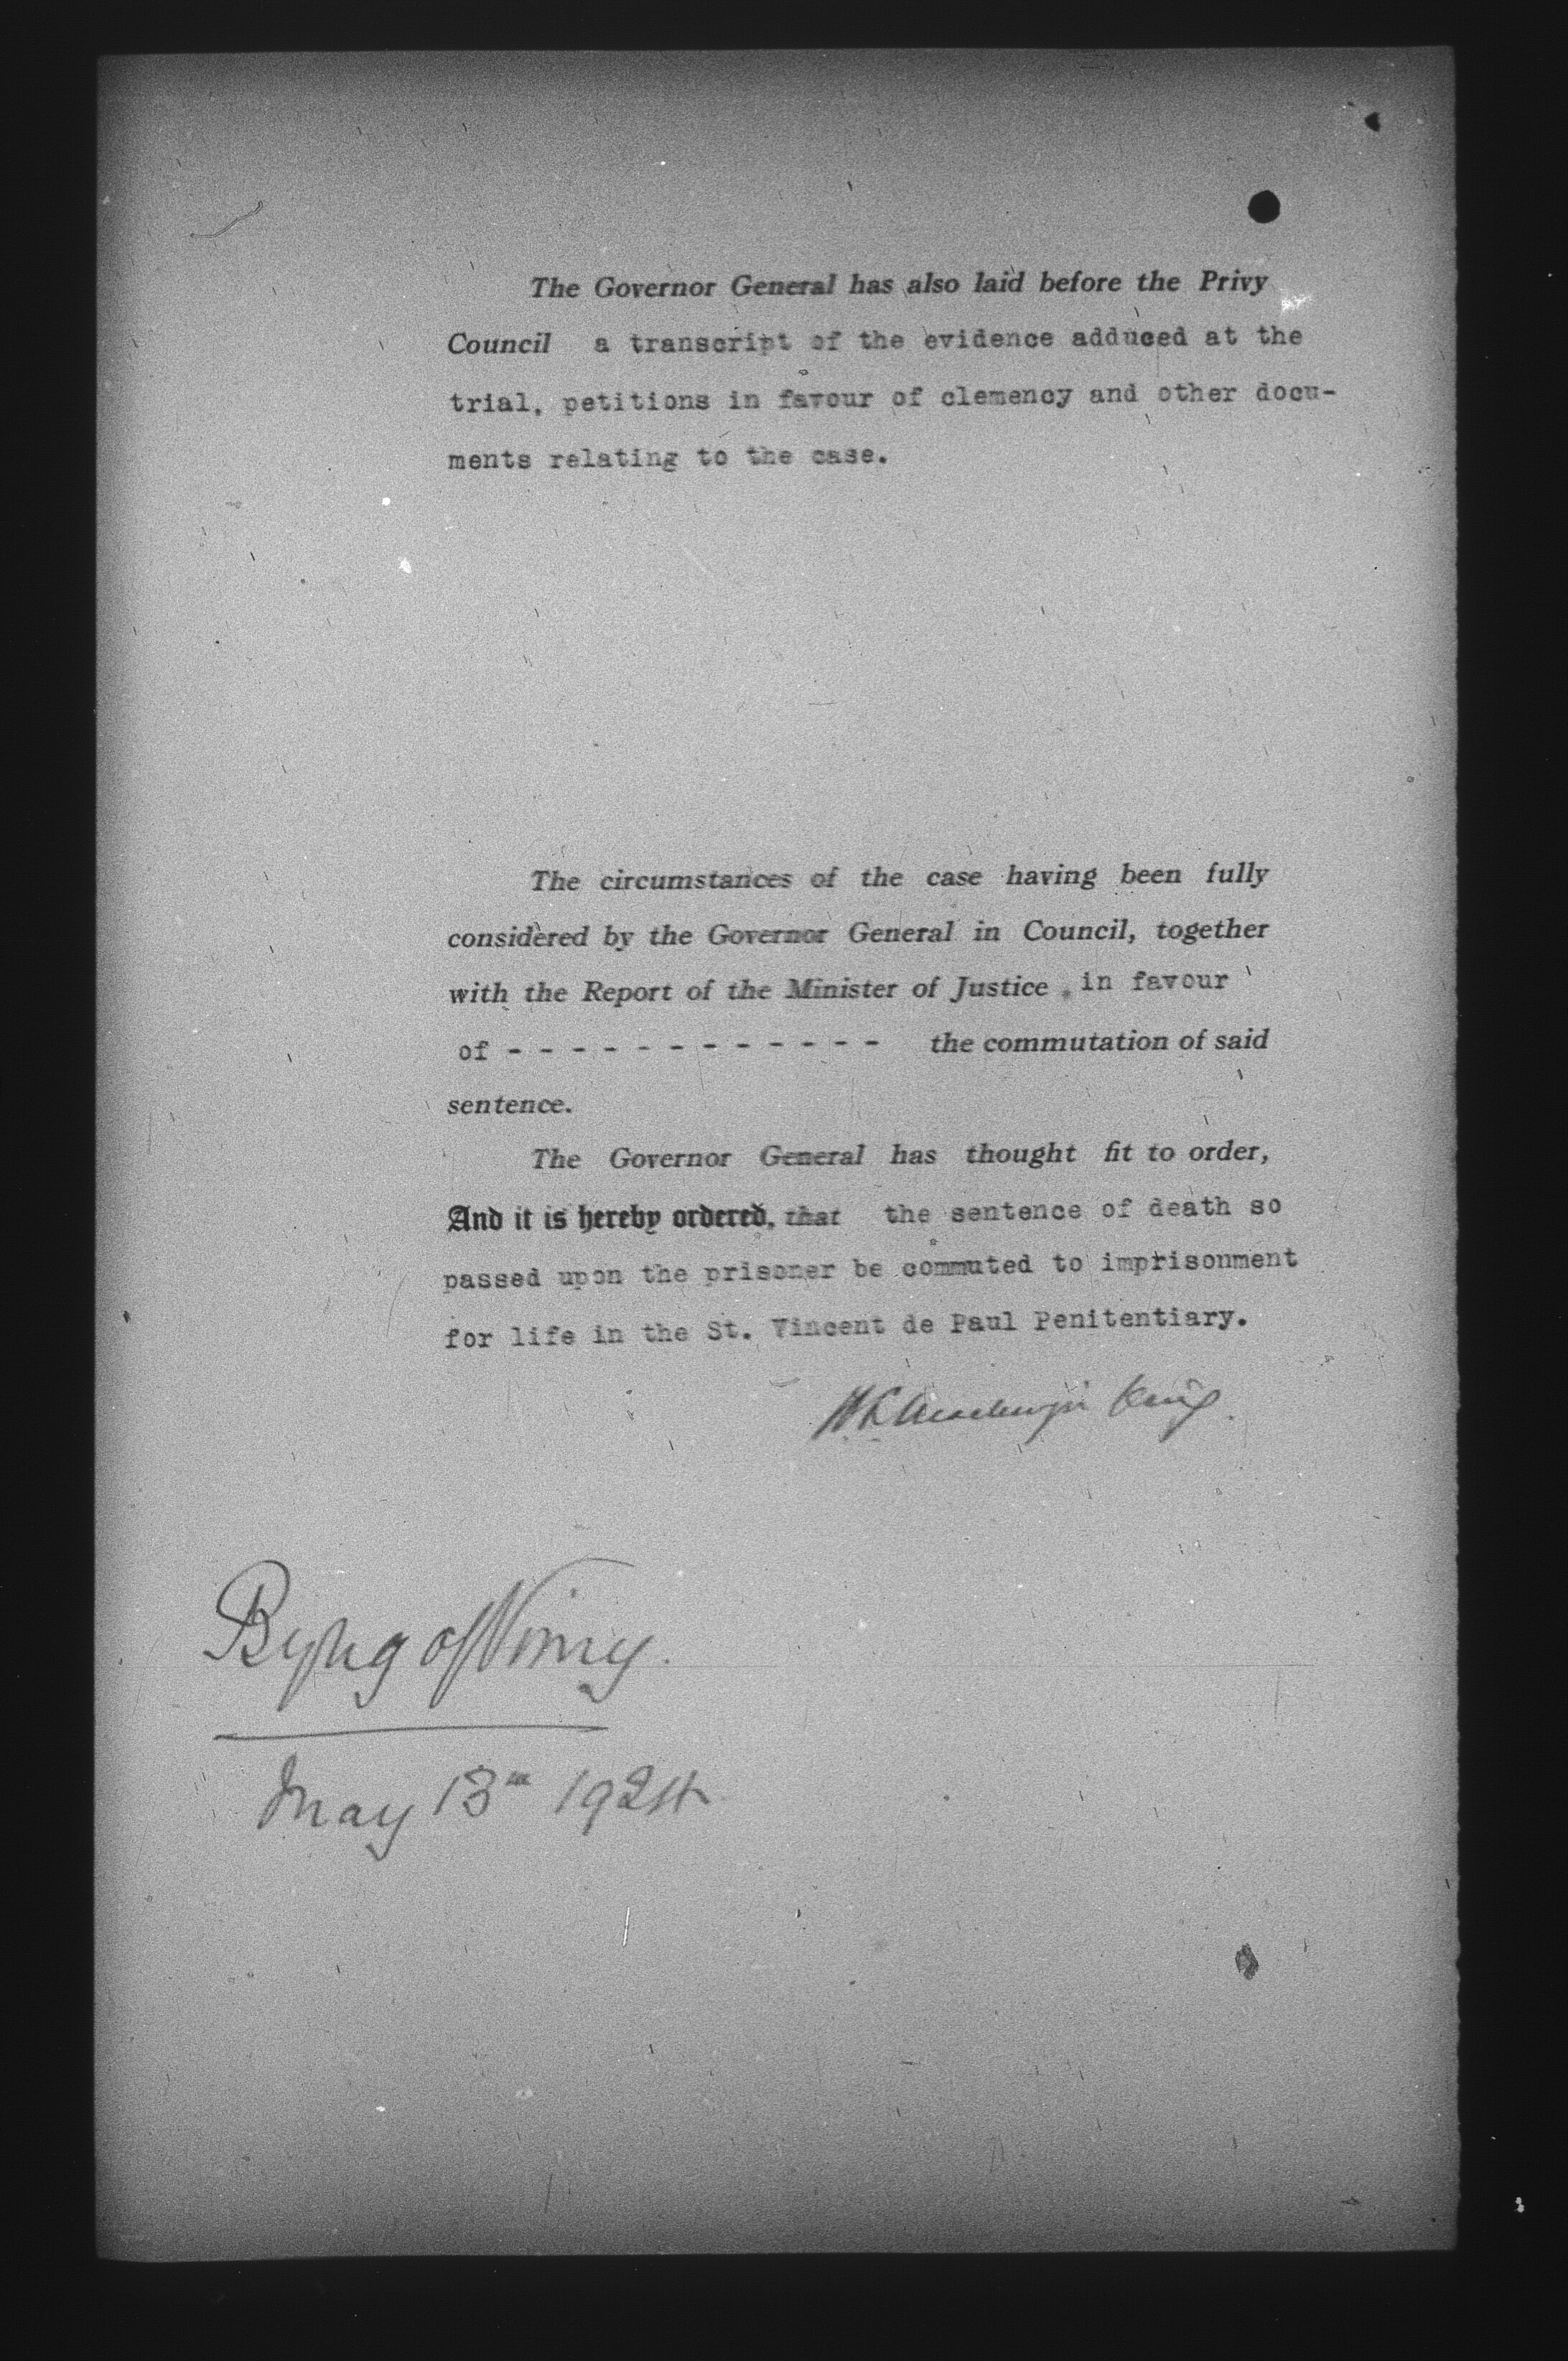 The Governor General has also laid before the Privy
Council a transcript of the evidence adduced at the
trial, petitions in favour of clemency and other docu-
ments relating to the case.
The circumstances of the case having been fully
considered by the Governor General in Council, together
with the Report of the Minister of Justice, in favour
of - - - - - - - - - - - - the commutation of said
sentence.
The Governor General has thought fit to order,
And it is hereby ordered, that the sentence of death so
passed upon the prisoner be commuted to imprisonment
for life in the St. Vincent de Paul Penitentiary.
W. L. Mackenzie King.
Byng of Vimy.
May 13th 1924